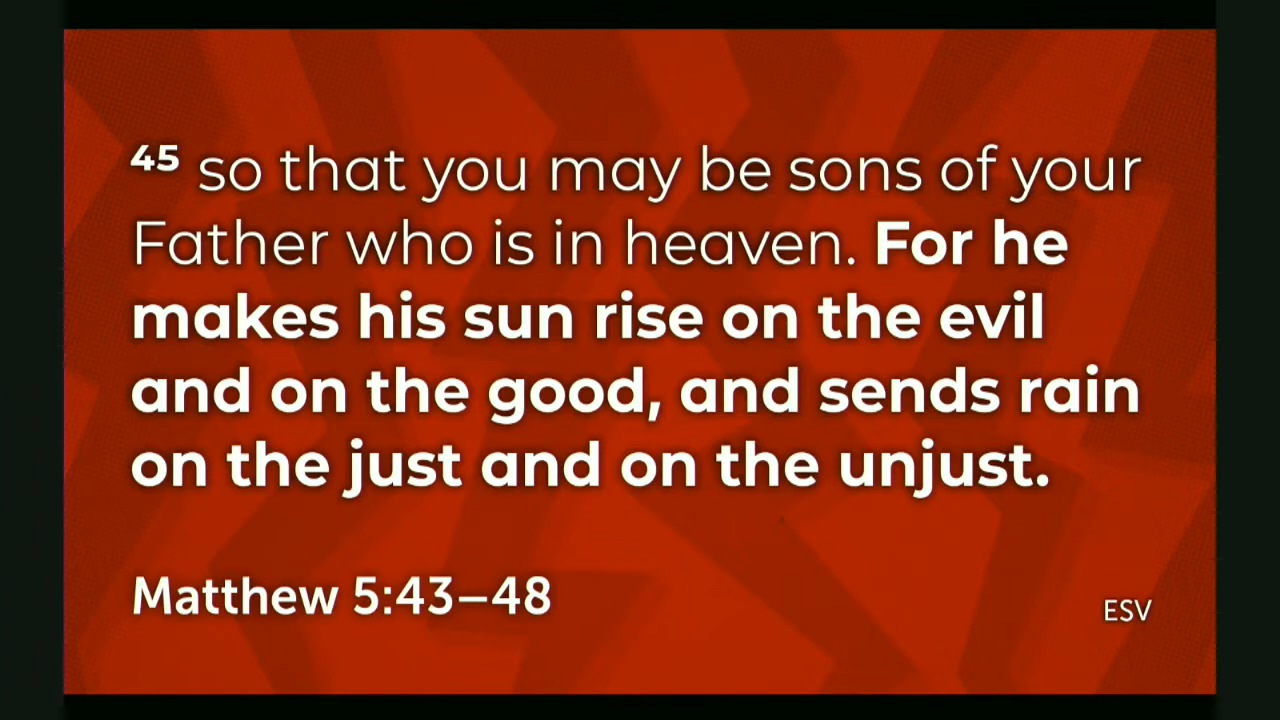 45 so that you may be sons of your
Father who is in heaven. For he
makes his sun rise on the evil
and on the good, and sends rain
on the just and on the unjust.
Matthew 5:43–48
ESV